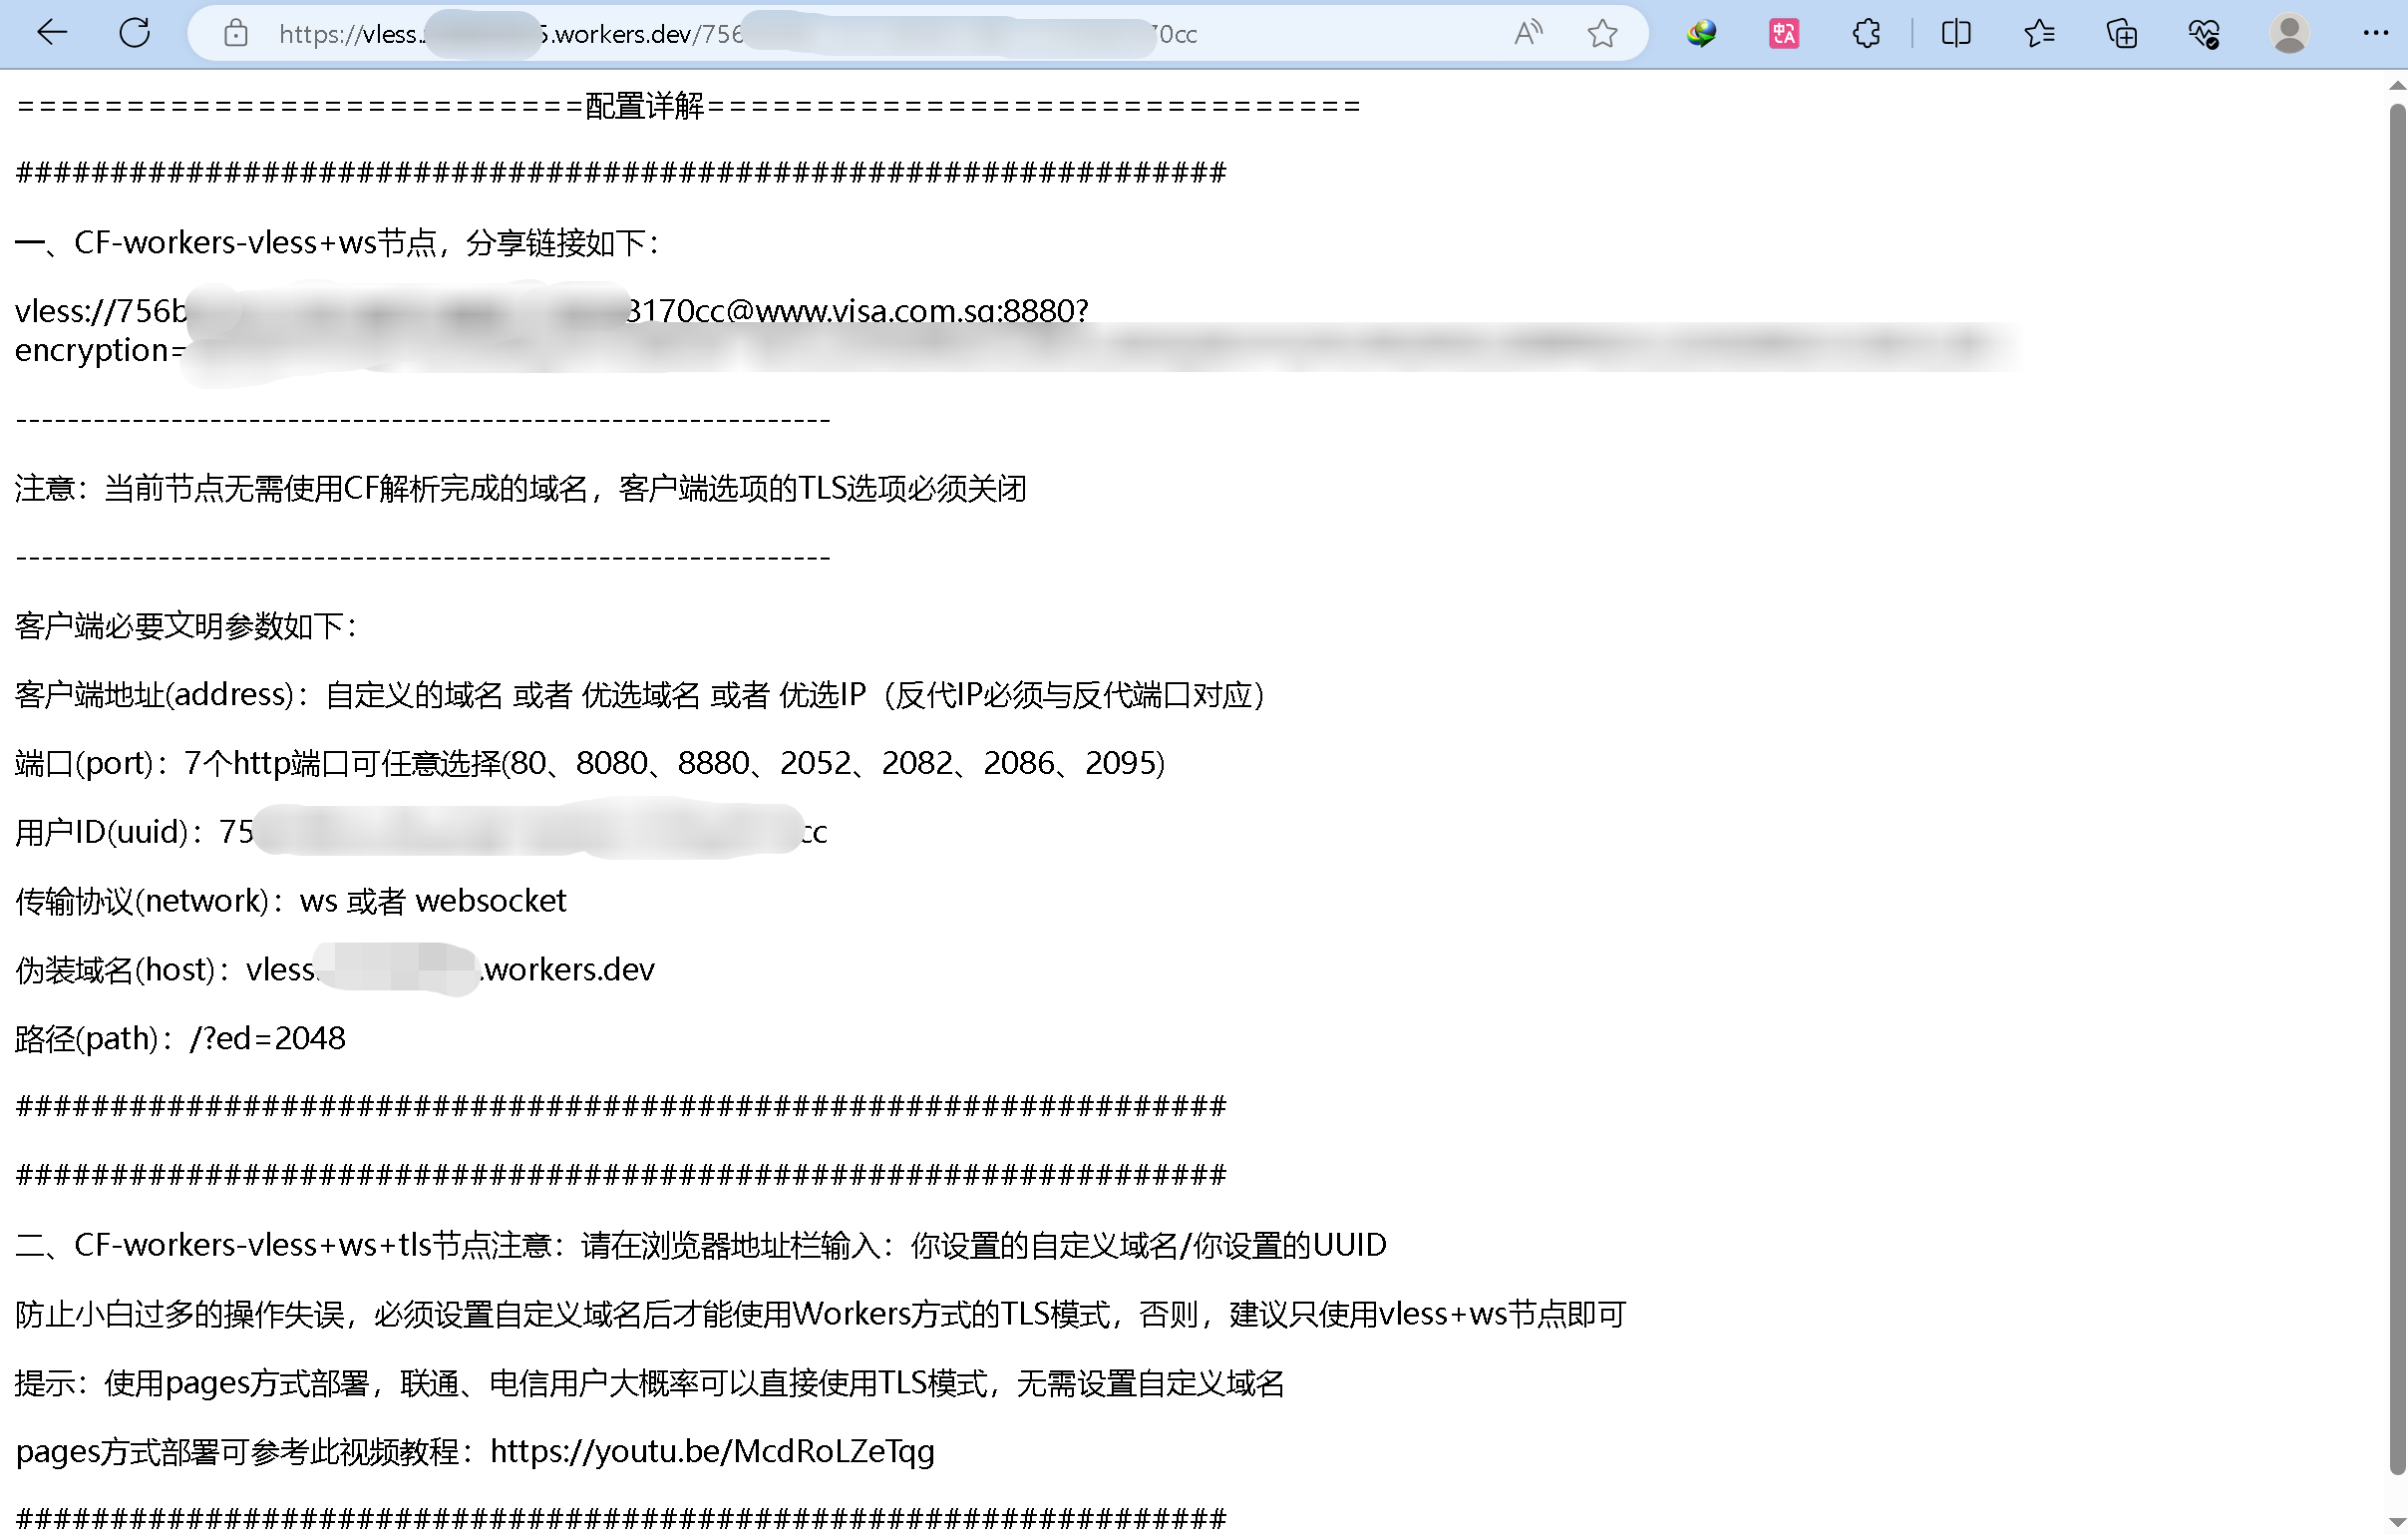 https://vless. 5.workers.dev/756 70cc
==========================配置详解==============================
################################################################
一、CF-workers-vless+ws节点，分享链接如下：
vless://756b 3170cc@www.visa.com.sg:8880?
encryption=
---------------------------------------------------------------
注意：当前节点无需使用CF解析完成的域名，客户端选项的TLS选项必须关闭
---------------------------------------------------------------
客户端必要文明参数如下：
客户端地址(address)：自定义的域名 或者 优选域名 或者 优选IP（反代IP必须与反代端口对应）
端口(port)：7个http端口可任意选择(80、8080、8880、2052、2082、2086、2095)
用户ID(uuid)：75 cc
传输协议(network)：ws 或者 websocket
伪装域名(host)：vless. .workers.dev
路径(path)：/?ed=2048
################################################################
################################################################
二、CF-workers-vless+ws+tls节点注意：请在浏览器地址栏输入：你设置的自定义域名/你设置的UUID
防止小白过多的操作失误，必须设置自定义域名后才能使用Workers方式的TLS模式，否则，建议只使用vless+ws节点即可
提示：使用pages方式部署，联通、电信用户大概率可以直接使用TLS模式，无需设置自定义域名
pages方式部署可参考此视频教程：https://youtu.be/McdRoLZeTqg
################################################################